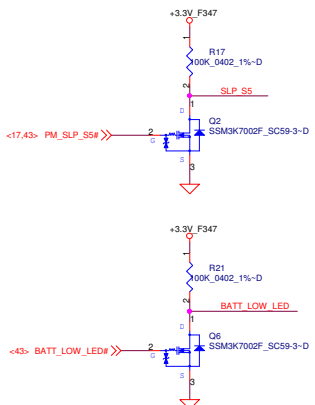 +3.3V_F347
1
R17
100K_0402_1%~D
2
SLP_S5
1
D
Q2
SSM3K7002F_SC59-3~D
<17,43> PM_SLP_S5#
2
G
S
3
+3.3V_F347
1
R21
100K_0402_1%~D
2
BATT_LOW_LED
1
D
Q6
SSM3K7002F_SC59-3~D
<43> BATT_LOW_LED#
2
G
S
3